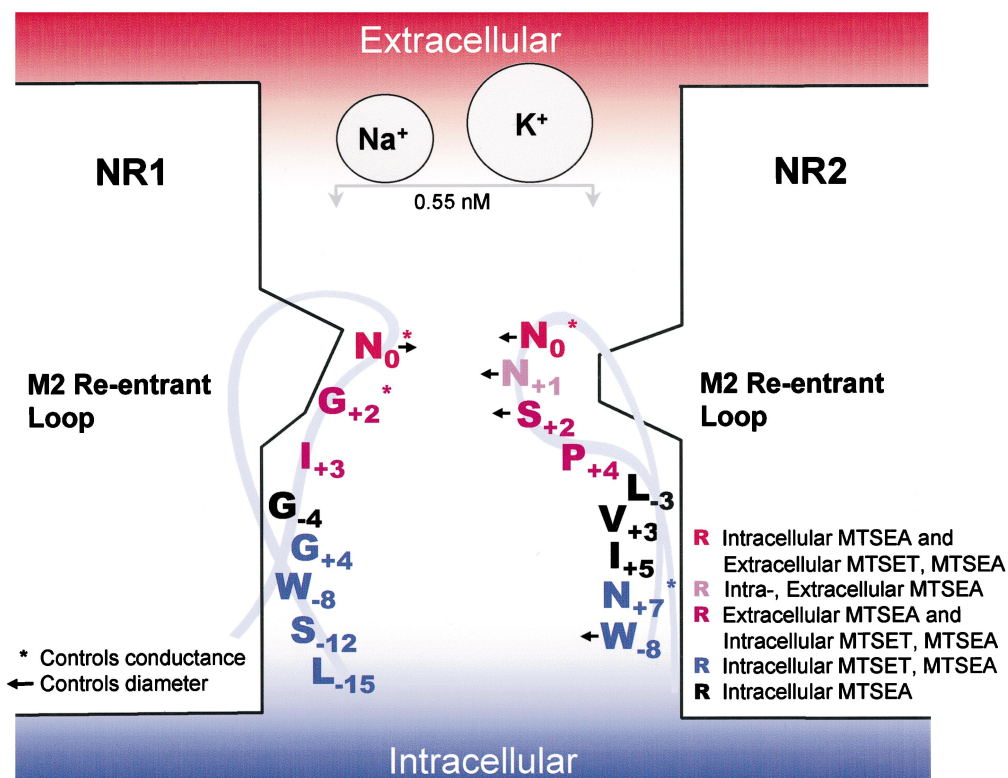 Extracellular
Na+
K+
0.55 nM
NR1
NR2
M2 Re-entrant
Loop
N0*
G+2*
I+3
G-4
G+4
W-8
S-12
L-15
N0*
N+1
S+2
P+4
L-3
V+3
I+5
N+7*
W-8
M2 Re-entrant
Loop
* Controls conductance
← Controls diameter
R Intracellular MTSEA and
Extracellular MTSET, MTSEA
R Intra-, Extracellular MTSEA
R Extracellular MTSEA and
Intracellular MTSET, MTSEA
R Intracellular MTSET, MTSEA
R Intracellular MTSEA
Intracellular